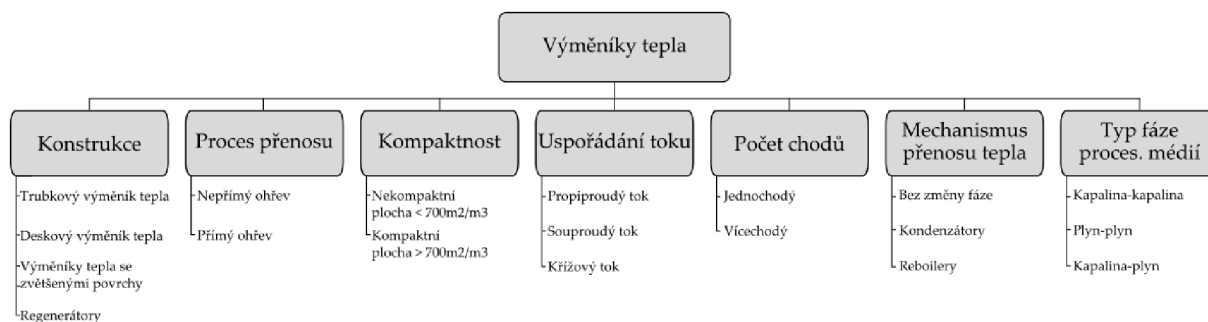 Výměníky tepla
Konstrukce
Trubkový výměník tepla
Deskový výměník tepla
Výměníky tepla se
zvětšenými povrchy
Regenerátory
Proces přenosu
Nepřímý ohřev
Přímý ohřev
Kompaktnost
Nekompaktní
plocha < 700m2/m3
Kompaktní
plocha > 700m2/m3
Uspořádání toku
Propiproudý tok
Souproudý tok
Křížový tok
Počet chodů
Jednochodý
Vícechodý
Mechanismus
přenosu tepla
Bez změny fáze
Kondenzátory
Reboilery
Typ fáze
proces. médií
Kapalina-kapalina
Plyn-plyn
Kapalina-plyn